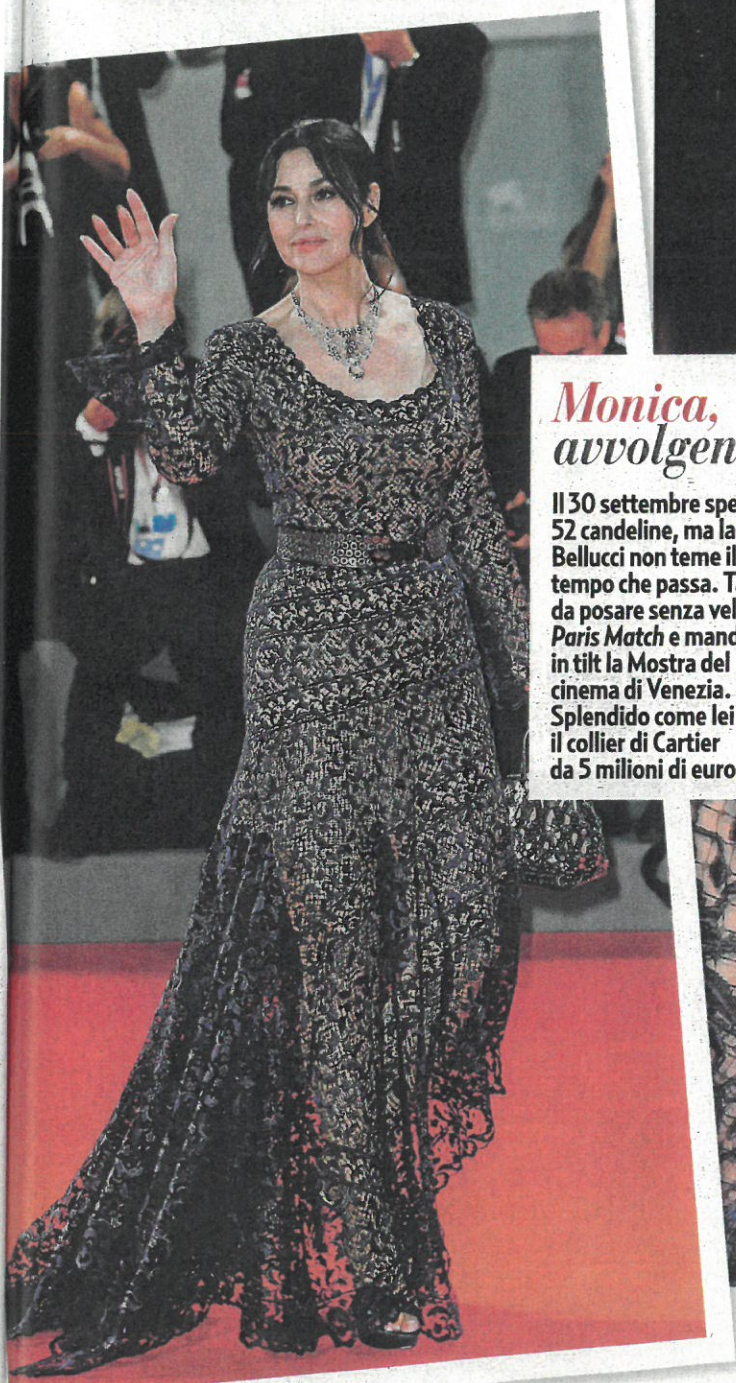 Monica,
avvolgen
Il 30 settembre spe
52 candeline, ma la
Bellucci non teme il
tempo che passa. Ta
da posare senza vel
Paris Match e mand
in tilt la Mostra del
cinema di Venezia.
Splendido come lei
il collier di Cartier
da 5 milioni di euro